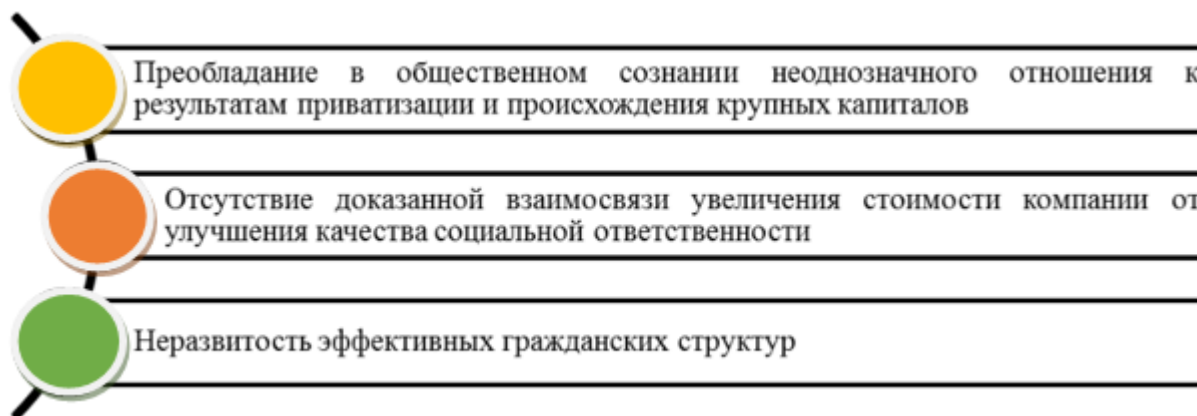 Преобладание в общественном сознании неоднозначного отношения к
результатам приватизации и происхождения крупных капиталов
Отсутствие доказанной взаимосвязи увеличения стоимости компании от
улучшения качества социальной ответственности
Неразвитость эффективных гражданских структур